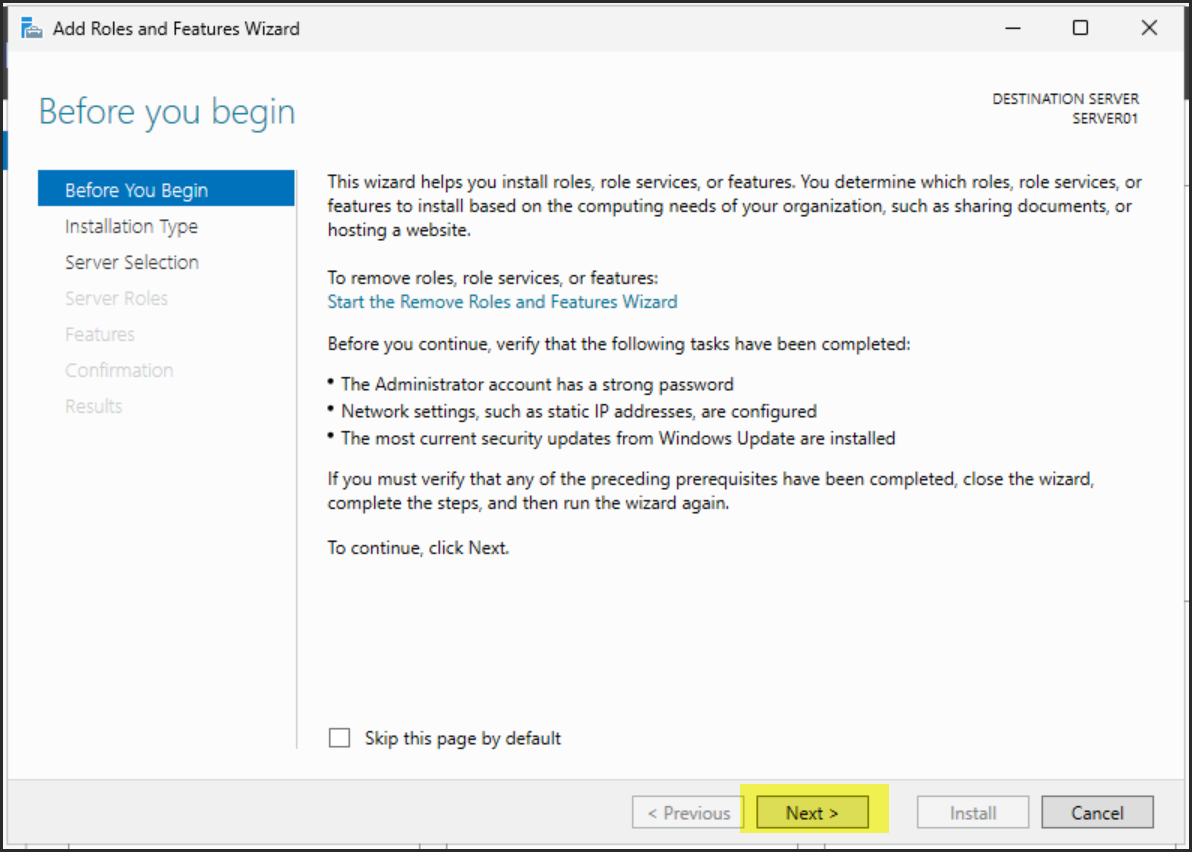 Add Roles and Features Wizard
Before you begin
DESTINATION SERVER
SERVER01
Before You Begin
Installation Type
Server Selection
Server Roles
Features
Confirmation
Results
This wizard helps you install roles, role services, or features. You determine which roles, role services, or
features to install based on the computing needs of your organization, such as sharing documents, or
hosting a website.
To remove roles, role services, or features:
Start the Remove Roles and Features Wizard
Before you continue, verify that the following tasks have been completed:
• The Administrator account has a strong password
• Network settings, such as static IP addresses, are configured
• The most current security updates from Windows Update are installed
If you must verify that any of the preceding prerequisites have been completed, close the wizard,
complete the steps, and then run the wizard again.
To continue, click Next.
Skip this page by default
< Previous
Next >
Install
Cancel